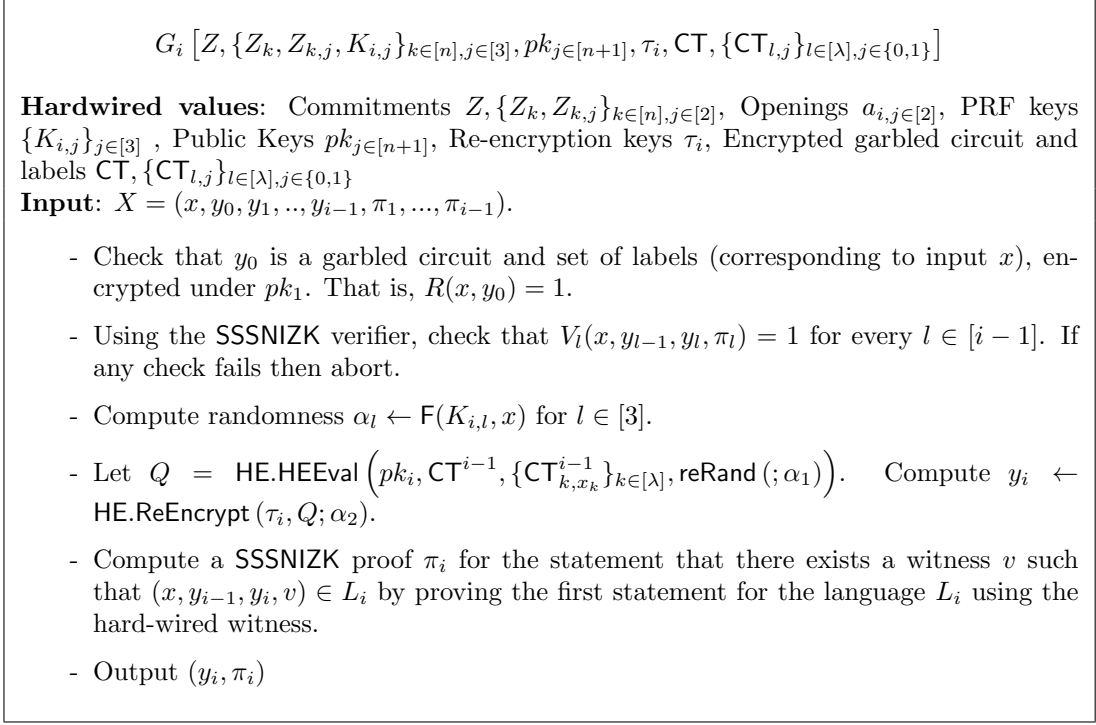 G_i [Z, {Z_k, Z_{k,j}, K_{i,j}}_{k∈[n],j∈[3]}, pk_{j∈[n+1]}, τ_i, CT, {CT_{l,j}}_{l∈[λ],j∈{0,1}}]
Hardwired values: Commitments Z, {Z_k, Z_{k,j}}_{k∈[n],j∈[2]}, Openings a_{i,j∈[2]}, PRF keys
{K_{i,j}}_{j∈[3]} , Public Keys pk_{j∈[n+1]}, Re-encryption keys τ_i, Encrypted garbled circuit and
labels CT, {CT_{l,j}}_{l∈[λ],j∈{0,1}}
Input: X = (x, y_0, y_1, .., y_{i−1}, π_1, ..., π_{i−1}).
- Check that y_0 is a garbled circuit and set of labels (corresponding to input x), en-
crypted under pk_1. That is, R(x, y_0) = 1.
- Using the SSSNIZK verifier, check that V_l(x, y_{l−1}, y_l, π_l) = 1 for every l ∈ [i − 1]. If
any check fails then abort.
- Compute randomness α_l ← F(K_{i,l}, x) for l ∈ [3].
- Let Q = HE.HEEval (pk_i, CT^{i−1}, {CT^{i−1}_{k,x_k}}_{k∈[λ]}, reRand (; α_1)). Compute y_i ←
HE.ReEncrypt (τ_i, Q; α_2).
- Compute a SSSNIZK proof π_i for the statement that there exists a witness v such
that (x, y_{i−1}, y_i, v) ∈ L_i by proving the first statement for the language L_i using the
hard-wired witness.
- Output (y_i, π_i)